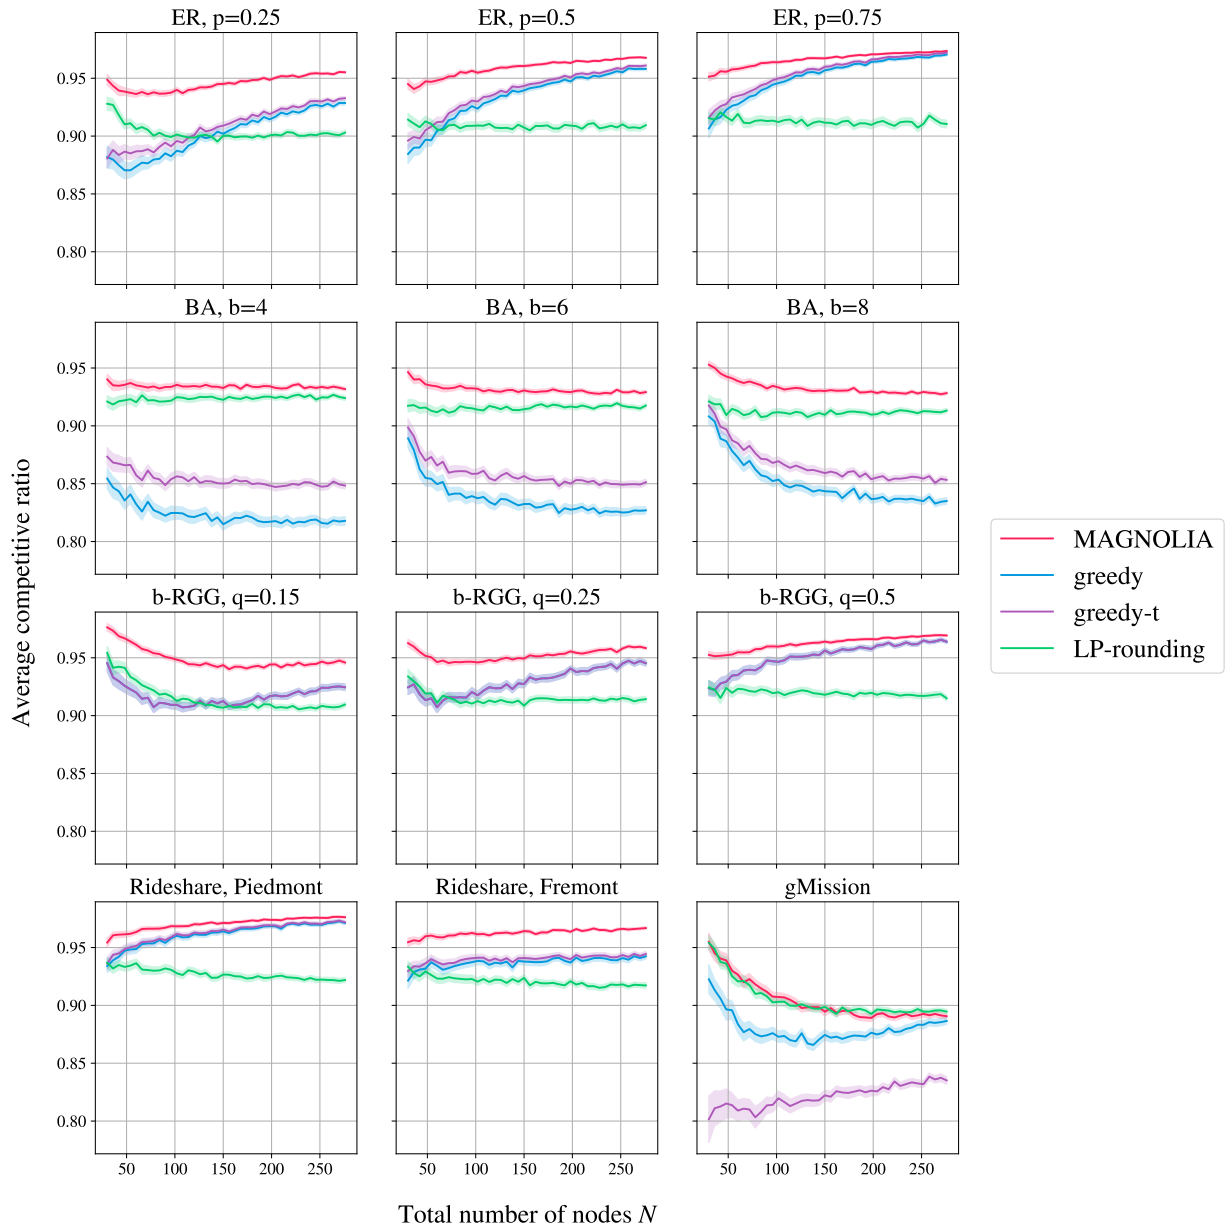 ER, p=0.25 ER, p=0.5 ER, p=0.75
0.95
0.90
0.85
0.80
BA, b=4 BA, b=6 BA, b=8
0.95
0.90
0.85
0.80
b-RGG, q=0.15 b-RGG, q=0.25 b-RGG, q=0.5
0.95
0.90
0.85
0.80
Rideshare, Piedmont Rideshare, Fremont gMission
0.95
0.90
0.85
0.80
50 100 150 200 250 50 100 150 200 250 50 100 150 200 250
Average competitive ratio
Total number of nodes N
MAGNOLIA
greedy
greedy-t
LP-rounding